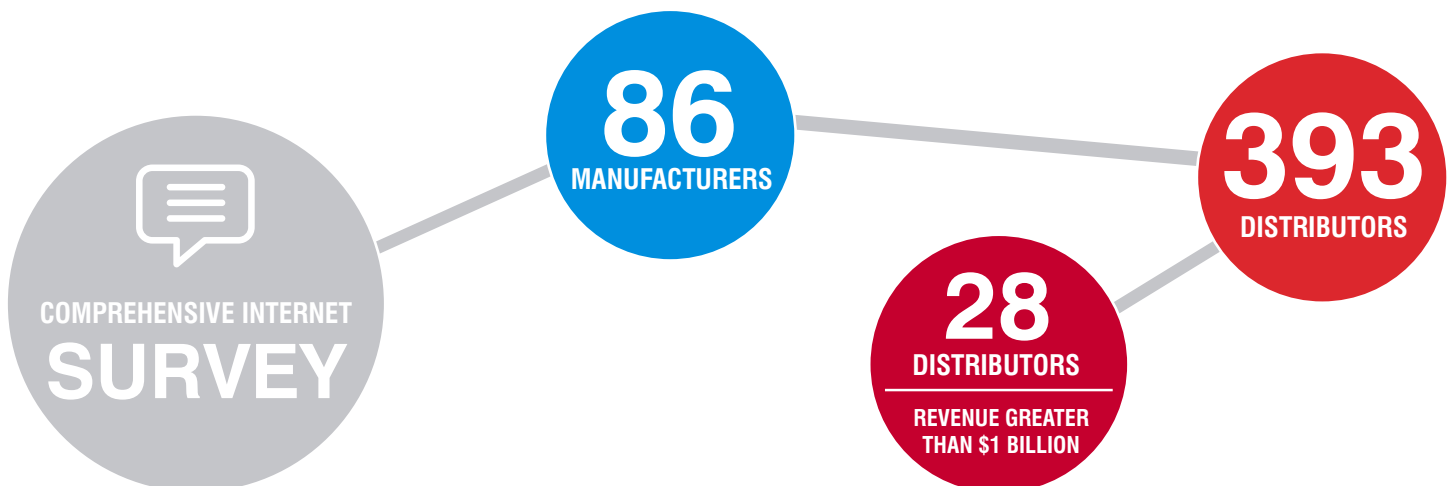 COMPREHENSIVE INTERNET
SURVEY
86
MANUFACTURERS
393
DISTRIBUTORS
28
DISTRIBUTORS
REVENUE GREATER
THAN $1 BILLION